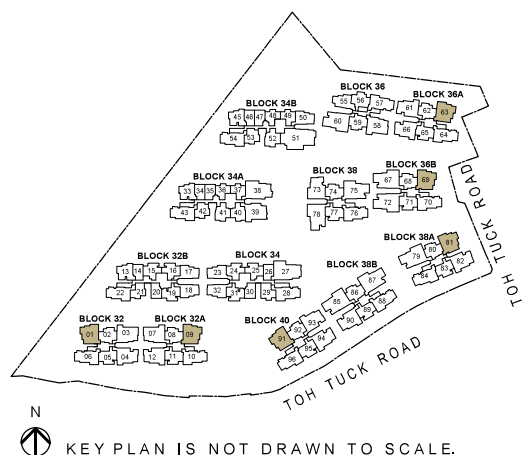 BLOCK 36
BLOCK 36A
55 56 57
61 62 63
60 59 58
66 65 64
BLOCK 34B
45 46 47 48 49 50
54 53 52 51
BLOCK 34A
33 34 35 36 37 38
43 42 41 40 39
BLOCK 38
73 74 75
78 77 76
BLOCK 36B
67 68 69
72 71 70
TOH TUCK ROAD
BLOCK 38A
79 80 81
84 83 82
BLOCK 32B
13 14 15 16 17
22 21 20 19 18
BLOCK 34
23 24 25 26 27
32 31 30 29 28
BLOCK 38B
85 86 87
90 89 88
BLOCK 32
01 02 03
06 05 04
BLOCK 32A
07 08 09
12 11 10
BLOCK 40
91 92 93
96 95 94
TOH TUCK ROAD
N
KEY PLAN IS NOT DRAWN TO SCALE.